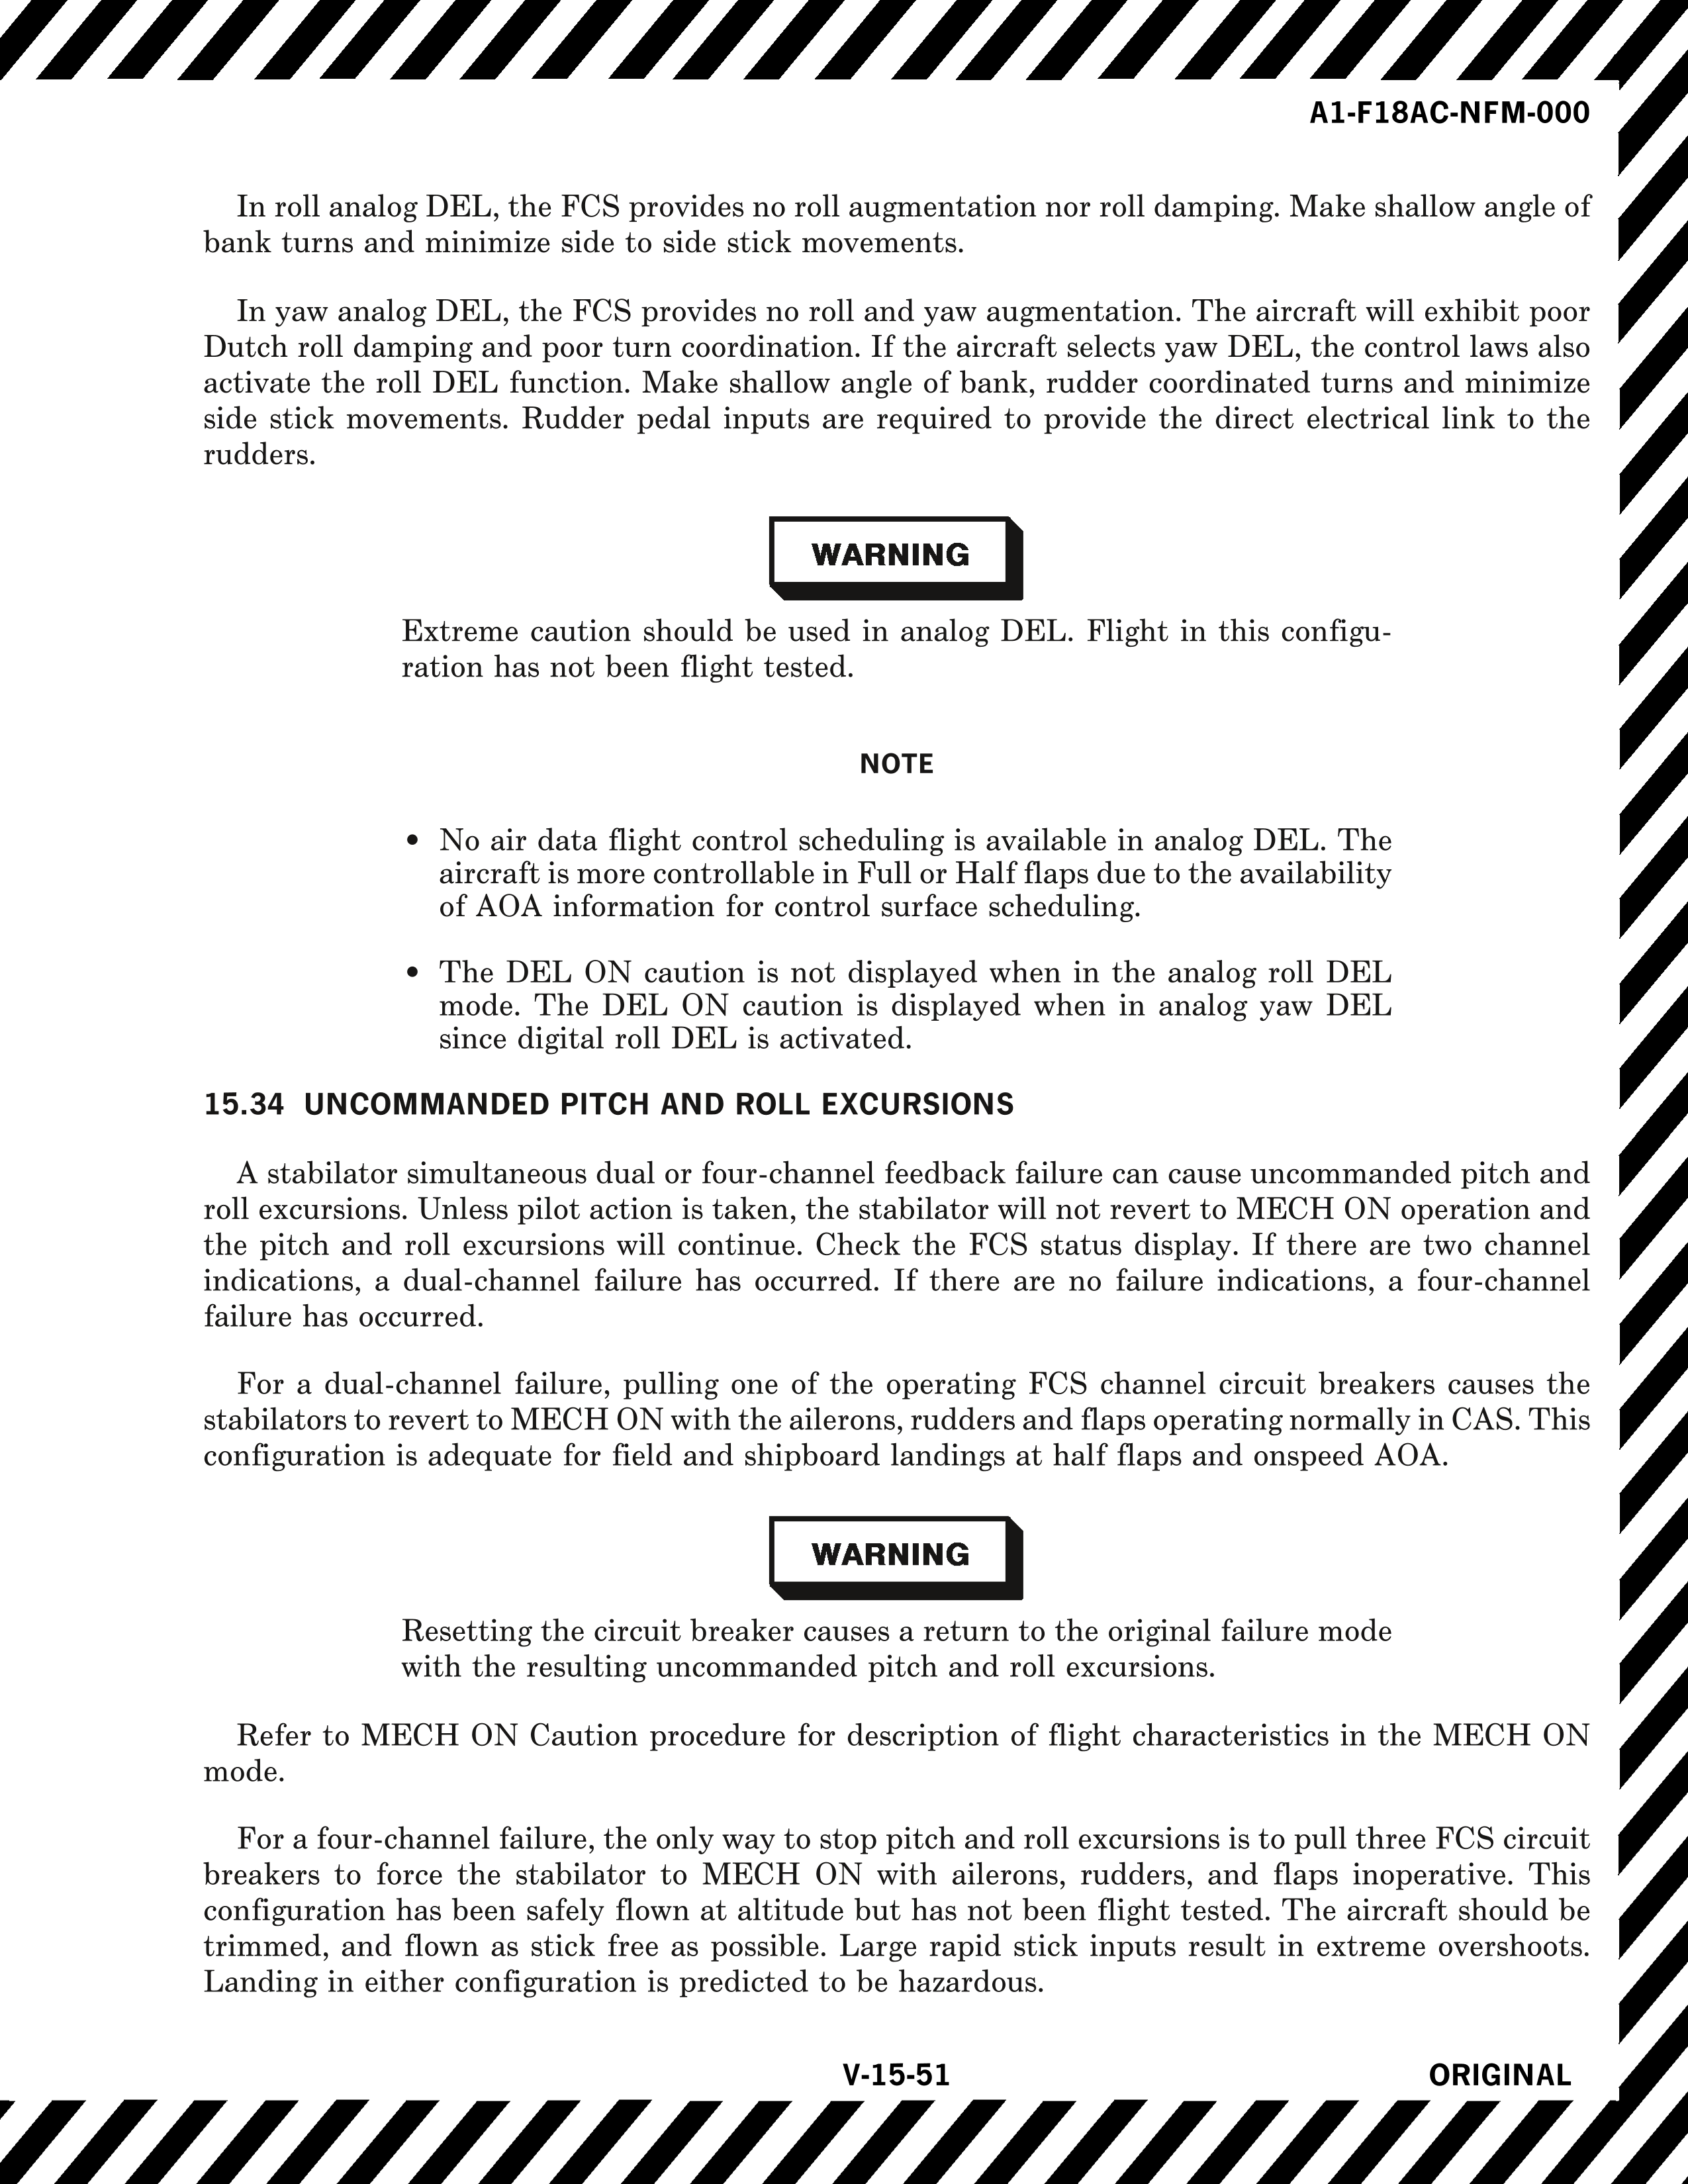 A1-F18AC-NFM-000
In roll analog DEL, the FCS provides no roll augmentation nor roll damping. Make shallow angle of
bank turns and minimize side to side stick movements.
In yaw analog DEL, the FCS provides no roll and yaw augmentation. The aircraft will exhibit poor
Dutch roll damping and poor turn coordination. If the aircraft selects yaw DEL, the control laws also
activate the roll DEL function. Make shallow angle of bank, rudder coordinated turns and minimize
side stick movements. Rudder pedal inputs are required to provide the direct electrical link to the
rudders.
WARNING
Extreme caution should be used in analog DEL. Flight in this configu-
ration has not been flight tested.
NOTE
• No air data flight control scheduling is available in analog DEL. The
aircraft is more controllable in Full or Half flaps due to the availability
of AOA information for control surface scheduling.
• The DEL ON caution is not displayed when in the analog roll DEL
mode. The DEL ON caution is displayed when in analog yaw DEL
since digital roll DEL is activated.
15.34 UNCOMMANDED PITCH AND ROLL EXCURSIONS
A stabilator simultaneous dual or four-channel feedback failure can cause uncommanded pitch and
roll excursions. Unless pilot action is taken, the stabilator will not revert to MECH ON operation and
the pitch and roll excursions will continue. Check the FCS status display. If there are two channel
indications, a dual-channel failure has occurred. If there are no failure indications, a four-channel
failure has occurred.
For a dual-channel failure, pulling one of the operating FCS channel circuit breakers causes the
stabilators to revert to MECH ON with the ailerons, rudders and flaps operating normally in CAS. This
configuration is adequate for field and shipboard landings at half flaps and onspeed AOA.
WARNING
Resetting the circuit breaker causes a return to the original failure mode
with the resulting uncommanded pitch and roll excursions.
Refer to MECH ON Caution procedure for description of flight characteristics in the MECH ON
mode.
For a four-channel failure, the only way to stop pitch and roll excursions is to pull three FCS circuit
breakers to force the stabilator to MECH ON with ailerons, rudders, and flaps inoperative. This
configuration has been safely flown at altitude but has not been flight tested. The aircraft should be
trimmed, and flown as stick free as possible. Large rapid stick inputs result in extreme overshoots.
Landing in either configuration is predicted to be hazardous.
V-15-51
ORIGINAL